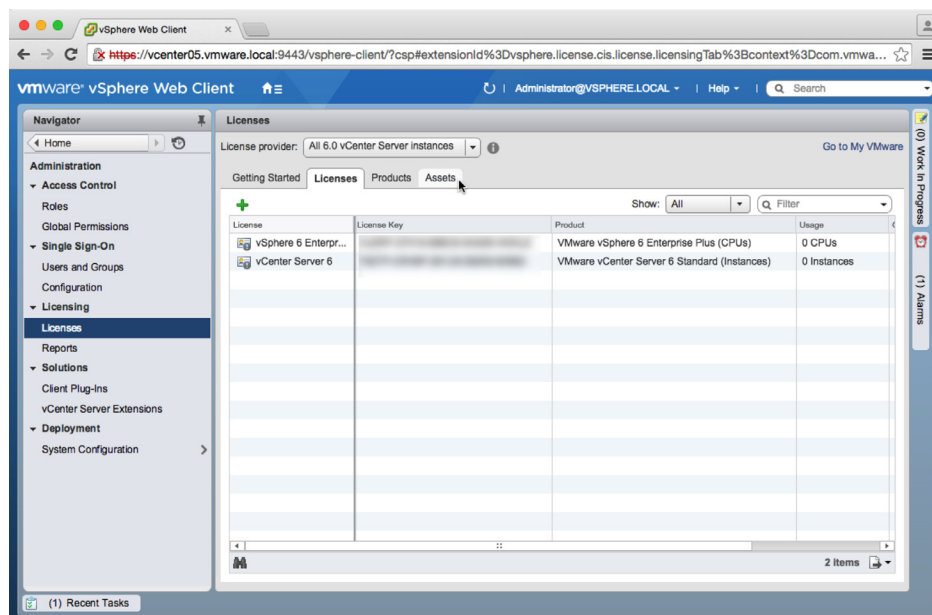 vSphere Web Client
https://vcenter05.vmware.local:9443/vsphere-client/?csp#extensionId%3Dvsphere.license.cis.license.licensingTab%3Bcontext%3Dcom.vmwa...
vmware® vSphere Web Client
Administrator@VSPHERE.LOCAL
Help
Search
Navigator
Home
Administration
Access Control
Roles
Global Permissions
Single Sign-On
Users and Groups
Configuration
Licensing
Licenses
Reports
Solutions
Client Plug-Ins
vCenter Server Extensions
Deployment
System Configuration
Licenses
License provider: All 6.0 vCenter Server instances
Go to My VMware
Getting Started Licenses Products Assets
Show: All Filter
License License Key Product Usage
vSphere 6 Enterpr... VMware vSphere 6 Enterprise Plus (CPUs) 0 CPUs
vCenter Server 6 VMware vCenter Server 6 Standard (Instances) 0 Instances
2 items
(0) Work In Progress
(1) Alarms
(1) Recent Tasks